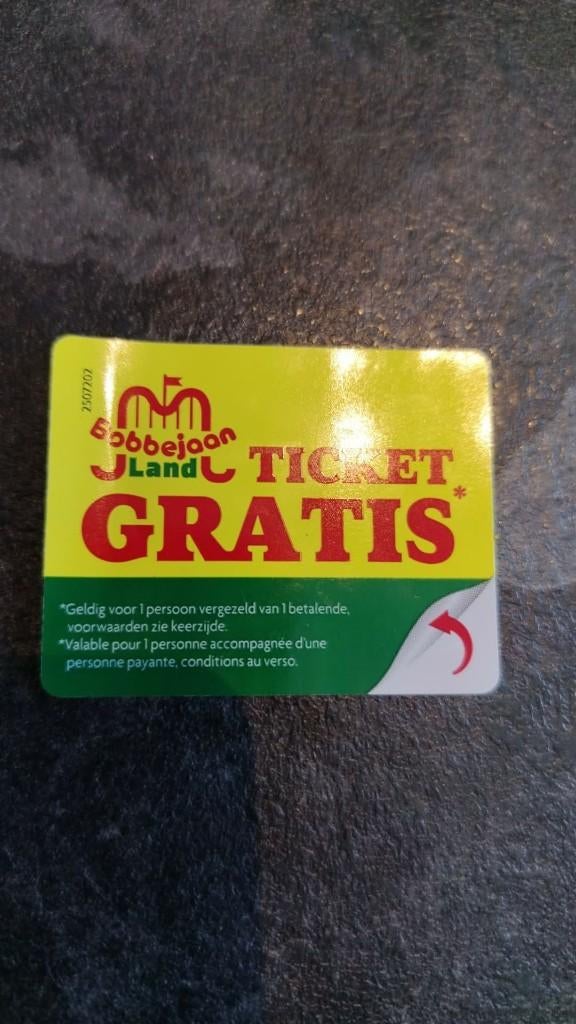 2507202
Bobbejaan
Land
TICKET
GRATIS*
*Geldig voor 1 persoon vergezeld van 1 betalende,
voorwaarden zie keerzijde.
*Valable pour 1 personne accompagnée d'une
personne payante, conditions au verso.